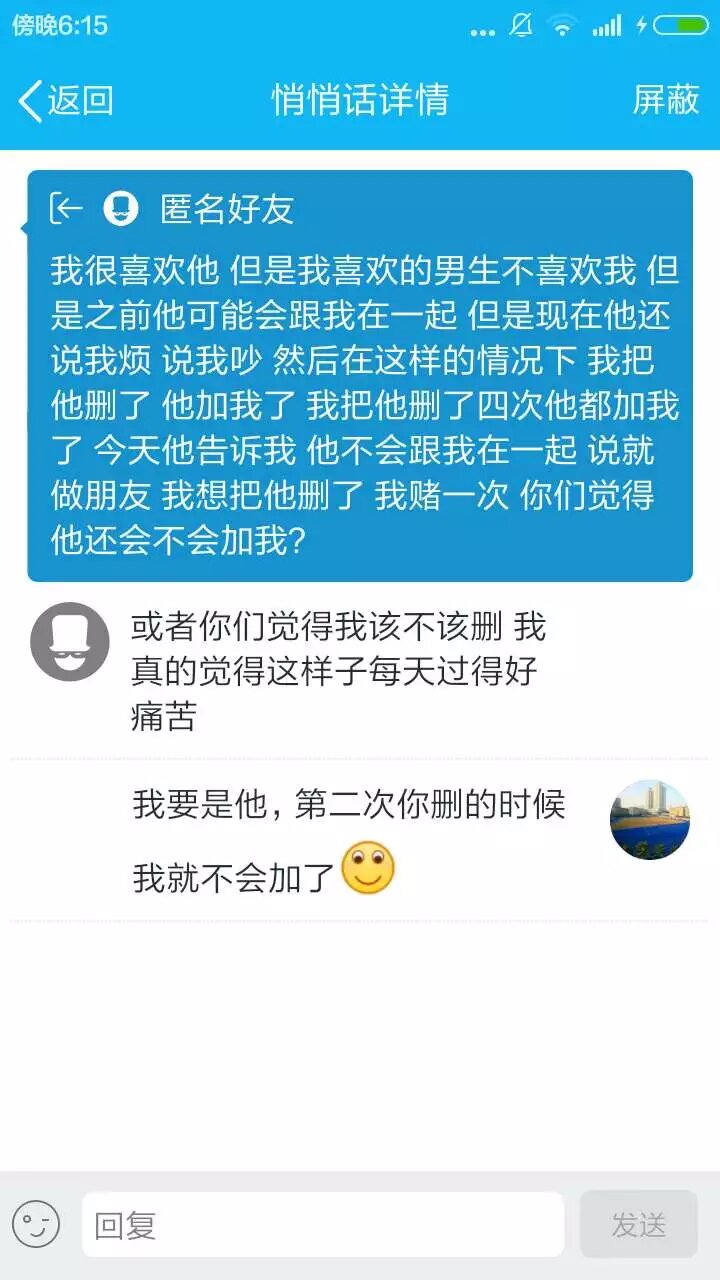 傍晚6:15
返回
悄悄话详情
屏蔽
匿名好友
我很喜欢他 但是我喜欢的男生不喜欢我 但
是之前他可能会跟我在一起 但是现在他还
说我烦 说我吵 然后在这样的情况下 我把
他删了 他加我了 我把他删了四次他都加我
了 今天他告诉我 他不会跟我在一起 说就
做朋友 我想把他删了 我赌一次 你们觉得
他还会不会加我?
或者你们觉得我该不该删 我
真的觉得这样子每天过得好
痛苦
我要是他，第二次你删的时候
我就不会加了
回复
发送